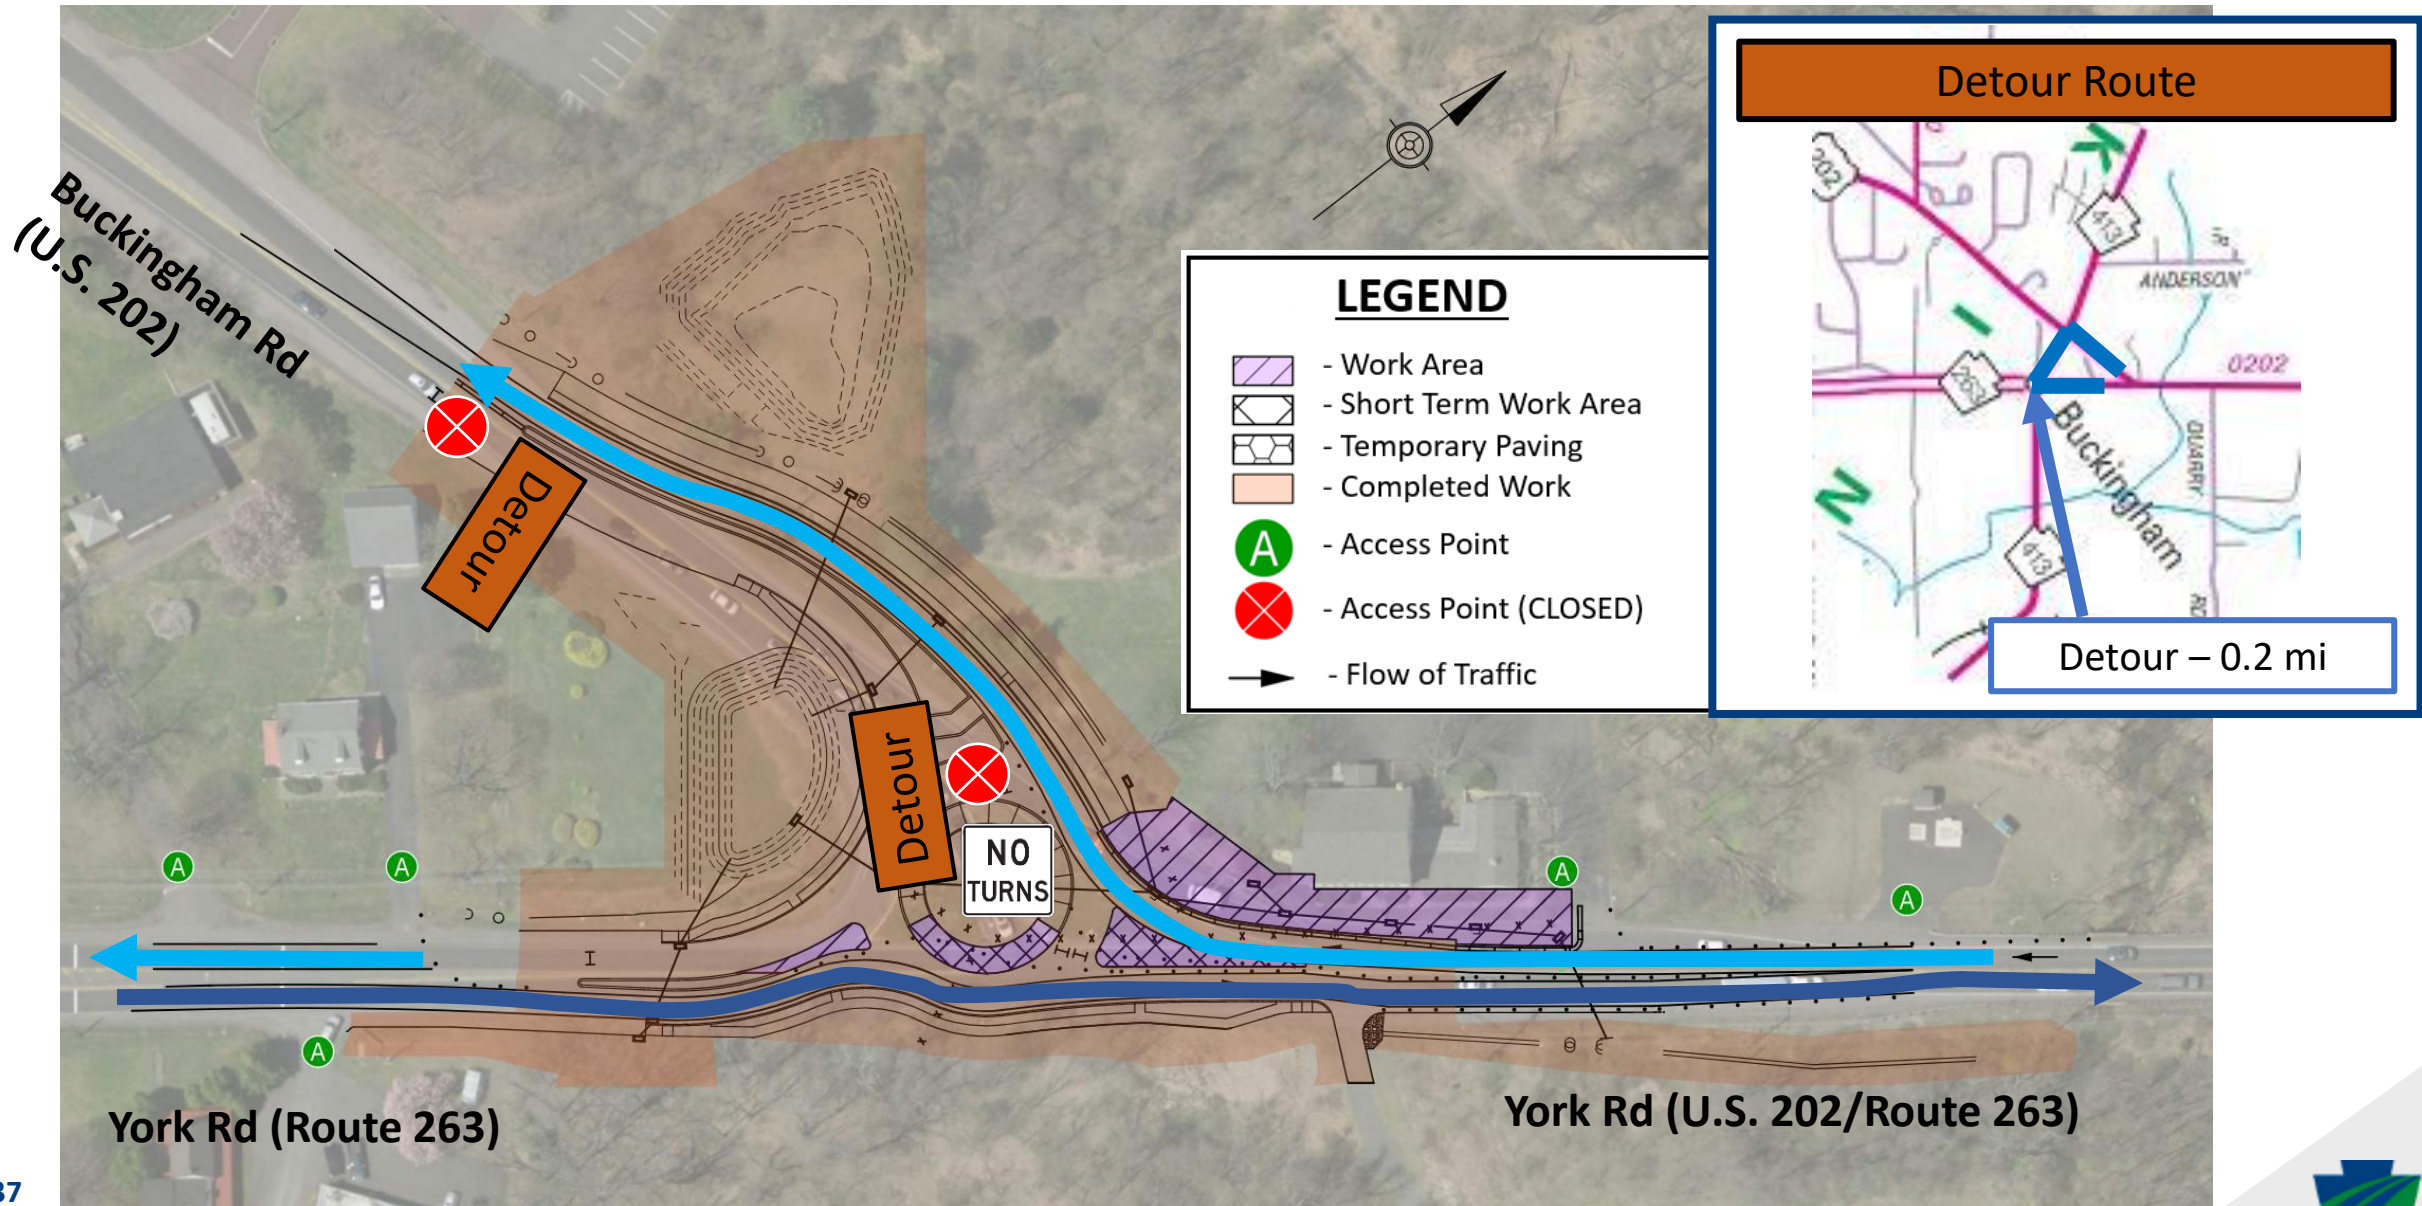 Buckingham Rd
(U.S. 202)
Detour
Detour
NO
TURNS
A
A
A
A
A
York Rd (Route 263)
York Rd (U.S. 202/Route 263)
LEGEND
- Work Area
- Short Term Work Area
- Temporary Paving
- Completed Work
A - Access Point
- Access Point (CLOSED)
- Flow of Traffic
Detour Route
202
K
413
ANDERSON
I
0202
263
Buckingham
QUARRY
RD
N
413
Detour – 0.2 mi
37